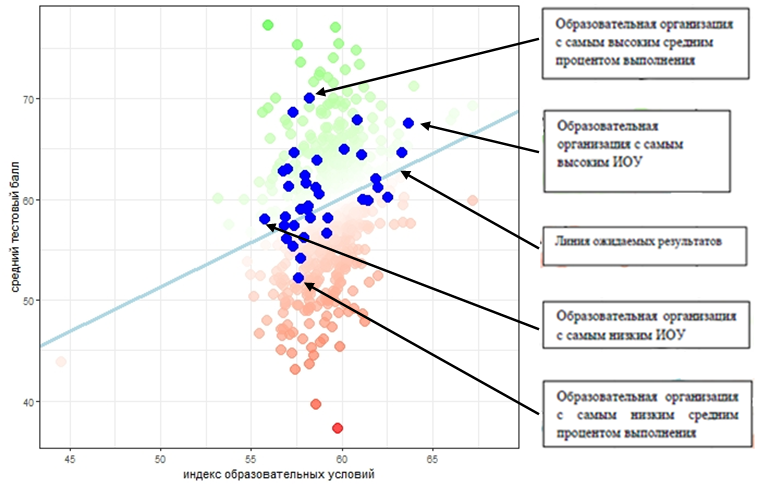 Образовательная организация
с самым высоким средним
процентом выполнения
Образовательная
организация с самым
высоким ИОУ
Линия ожидаемых результатов
Образовательная организация
с самым низким ИОУ
Образовательная организация
с самым низким средним
процентом выполнения
средний тестовый балл
70
60
50
40
45
50
55
60
65
индекс образовательных условий